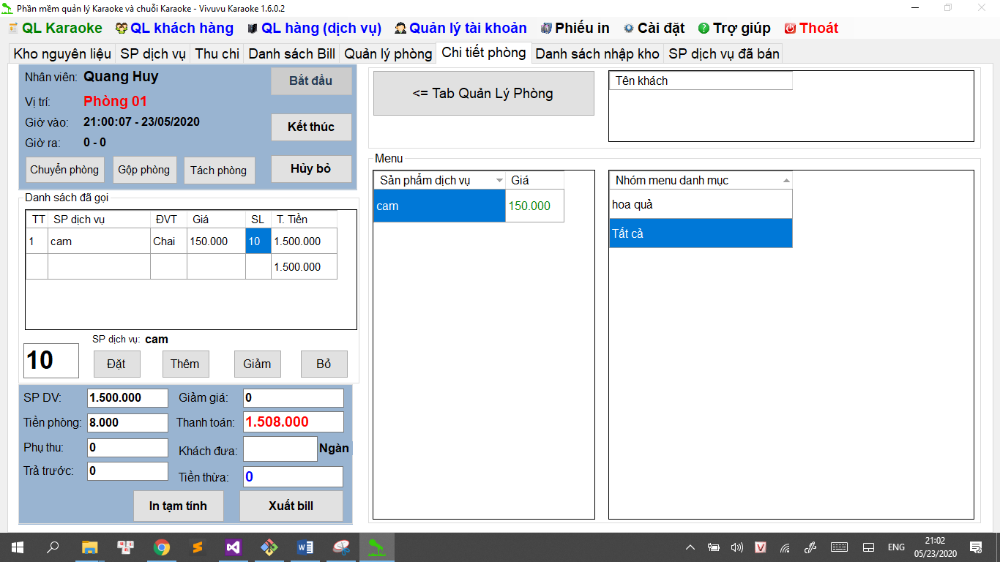 Phần mềm quản lý Karaoke và chuỗi Karaoke - Vivuvu Karaoke 1.6.0.2
QL Karaoke QL khách hàng QL hàng (dịch vụ) Quản lý tài khoản Phiếu in Cài đặt Trợ giúp Thoát
Kho nguyên liệu SP dịch vụ Thu chi Danh sách Bill Quản lý phòng Chi tiết phòng Danh sách nhập kho SP dịch vụ đã bán
Nhân viên: Quang Huy
Bắt đầu
Vị trí: Phòng 01
Giờ vào: 21:00:07 - 23/05/2020
Kết thúc
Giờ ra: 0 - 0
Chuyển phòng Gộp phòng Tách phòng Hủy bỏ
Danh sách đã gọi
TT SP dịch vụ ĐVT Giá SL T. Tiền
1 cam Chai 150.000 10 1.500.000
1.500.000
SP dịch vụ: cam
10 Đặt Thêm Giảm Bỏ
SP DV: 1.500.000 Giảm giá: 0
Tiền phòng: 8.000 Thanh toán: 1.508.000
Phụ thu: 0 Khách đưa: Ngàn
Trả trước: 0 Tiền thừa: 0
In tạm tính Xuất bill
<= Tab Quản Lý Phòng
Tên khách
Menu
Sản phẩm dịch vụ Giá
cam 150.000
Nhóm menu danh mục
hoa quả
Tất cả
ENG
21:02
05/23/2020